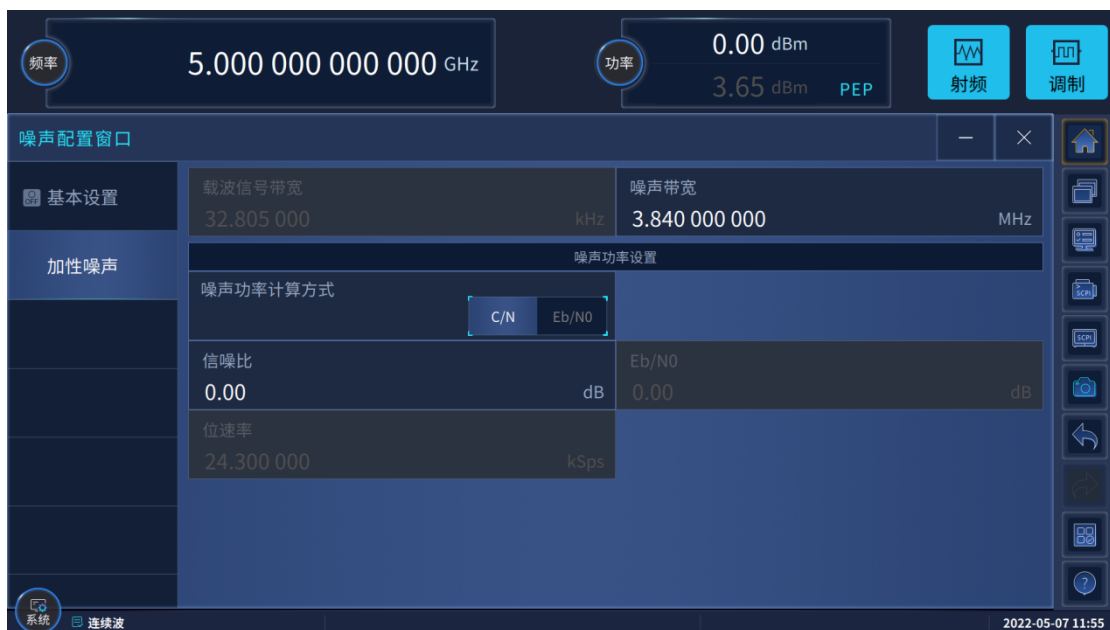 频率
5.000 000 000 000 GHz
功率
0.00 dBm
3.65 dBm PEP
射频
调制
噪声配置窗口
OFF 基本设置
加性噪声
载波信号带宽
32.805 000 kHz
噪声带宽
3.840 000 000 MHz
噪声功率设置
噪声功率计算方式
C/N Eb/N0
信噪比
0.00 dB
Eb/N0
0.00 dB
位速率
24.300 000 kSps
SCPI
SCPI
?
系统
连续波
2022-05-07 11:55